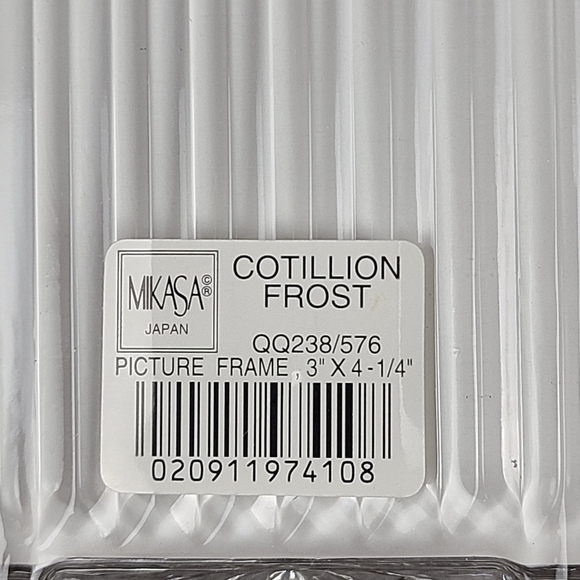 MIKASA©®
JAPAN
COTILLION
FROST
QQ238/576
PICTURE FRAME, 3" X 4-1/4"
020911974108